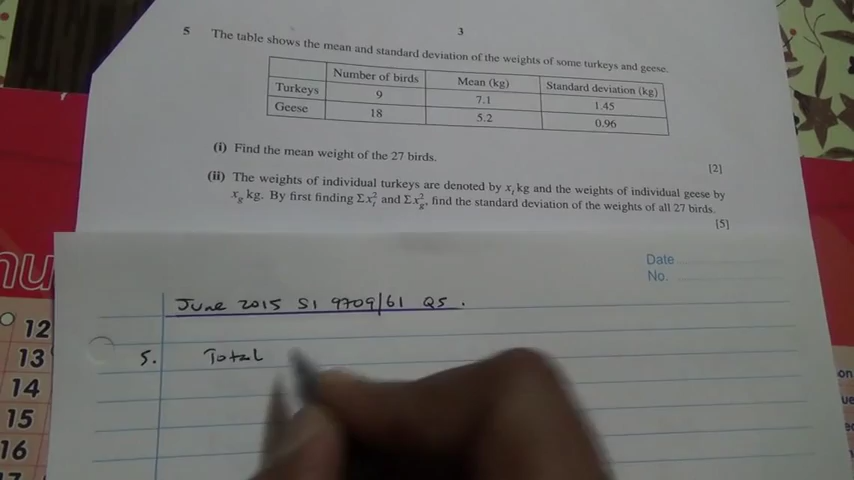 3
5 The table shows the mean and standard deviation of the weights of some turkeys and geese.
Number of birds Mean (kg) Standard deviation (kg)
Turkeys 9 7.1 1.45
Geese 18 5.2 0.96
(i) Find the mean weight of the 27 birds. [2]
(ii) The weights of individual turkeys are denoted by xₜ kg and the weights of individual geese by
x_g kg. By first finding Σxₜ² and Σx_g², find the standard deviation of the weights of all 27 birds.
[5]
Date
No.
June 2015 S1 9709/61 Q5.
5. Total
12
13
14
15
16